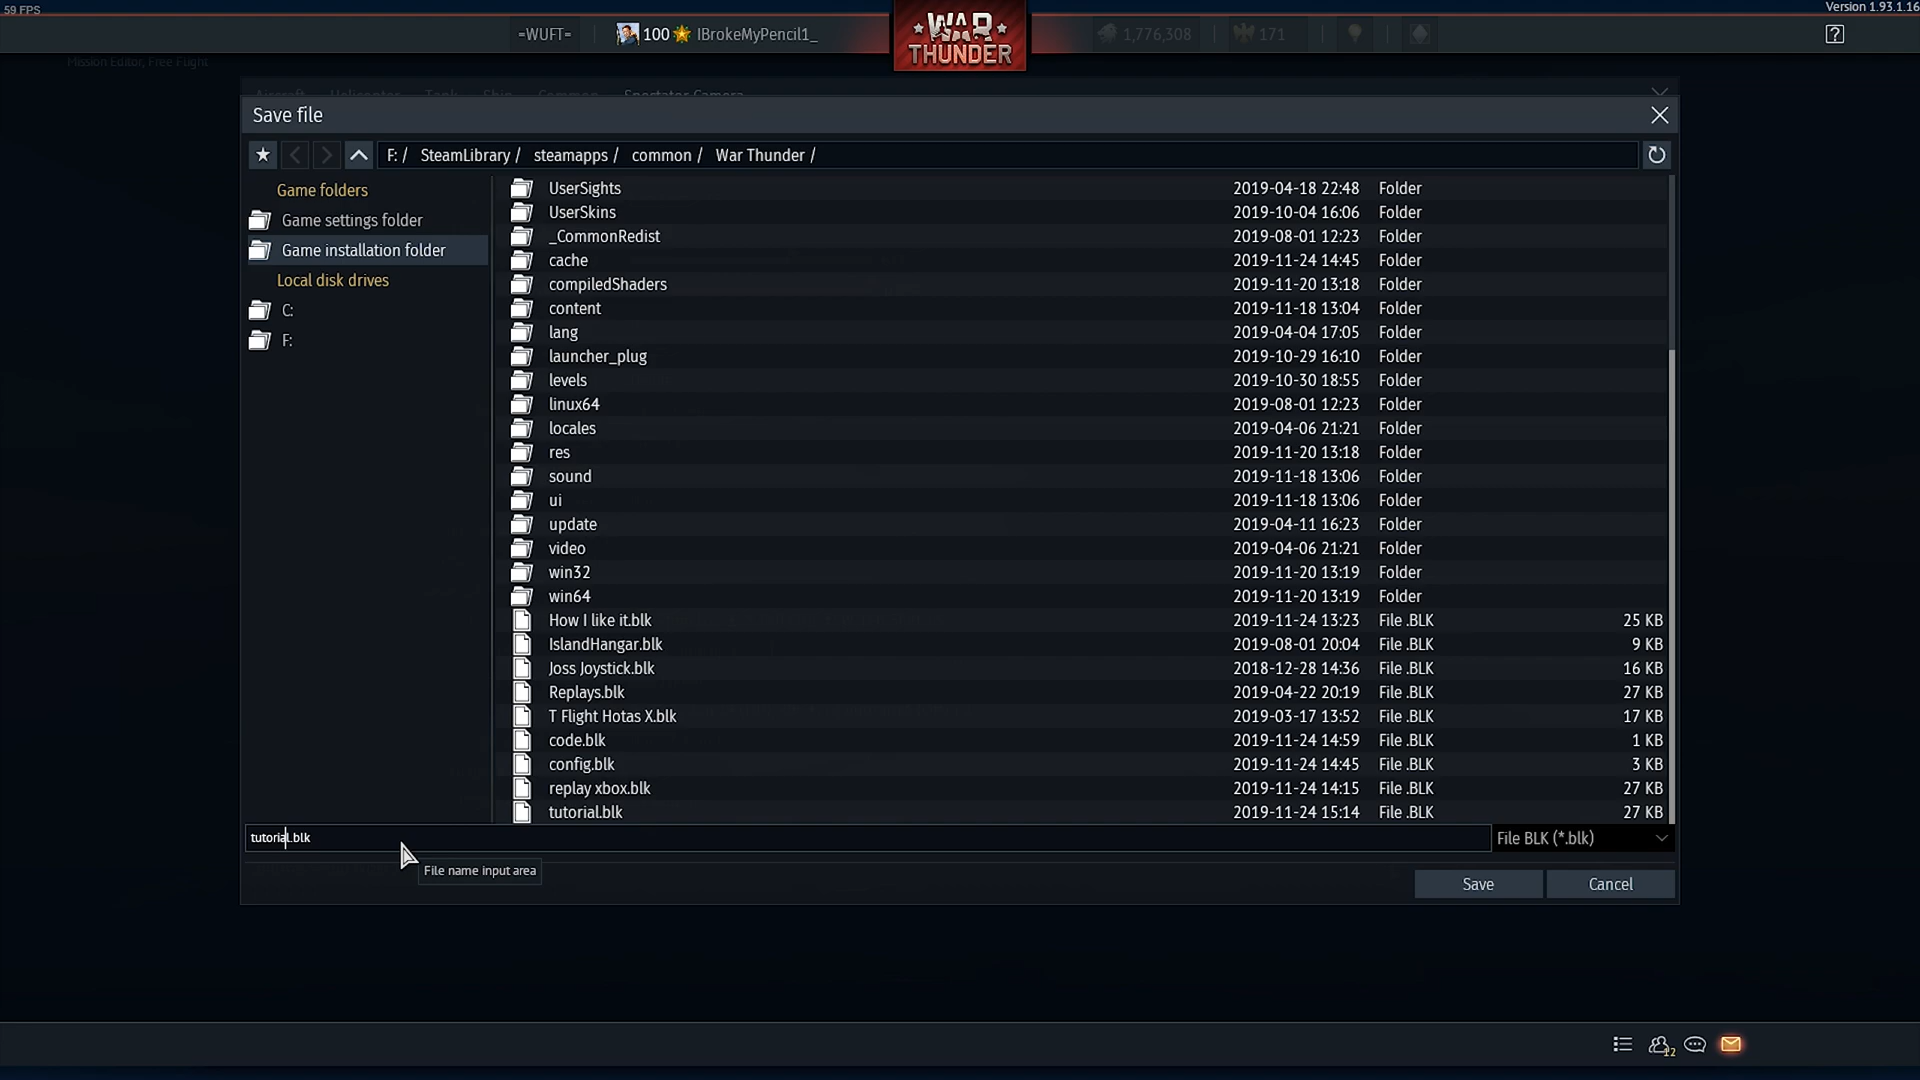 59 FPS
Version 1.93.1.16
=WUFT= 100 IBrokeMyPencil1_ WAR THUNDER 1,776,308 171
Mission Editor, Free Flight
Aircraft Helicopter Tank Ship Common Spectator Camera
Save file
F: / SteamLibrary / steamapps / common / War Thunder /
Game folders
Game settings folder
Game installation folder
Local disk drives
C:
F:
UserSights 2019-04-18 22:48 Folder
UserSkins 2019-10-04 16:06 Folder
_CommonRedist 2019-08-01 12:23 Folder
cache 2019-11-24 14:45 Folder
compiledShaders 2019-11-20 13:18 Folder
content 2019-11-18 13:04 Folder
lang 2019-04-04 17:05 Folder
launcher_plug 2019-10-29 16:10 Folder
levels 2019-10-30 18:55 Folder
linux64 2019-08-01 12:23 Folder
locales 2019-04-06 21:21 Folder
res 2019-11-20 13:18 Folder
sound 2019-11-18 13:06 Folder
ui 2019-11-18 13:06 Folder
update 2019-04-11 16:23 Folder
video 2019-04-06 21:21 Folder
win32 2019-11-20 13:19 Folder
win64 2019-11-20 13:19 Folder
How I like it.blk 2019-11-24 13:23 File .BLK 25 KB
IslandHangar.blk 2019-08-01 20:04 File .BLK 9 KB
Joss Joystick.blk 2018-12-28 14:36 File .BLK 16 KB
Replays.blk 2019-04-22 20:19 File .BLK 27 KB
T Flight Hotas X.blk 2019-03-17 13:52 File .BLK 17 KB
code.blk 2019-11-24 14:59 File .BLK 1 KB
config.blk 2019-11-24 14:45 File .BLK 3 KB
replay xbox.blk 2019-11-24 14:15 File .BLK 27 KB
tutorial.blk 2019-11-24 15:14 File .BLK 27 KB
tutorial.blk File BLK (*.blk)
File name input area
Save Cancel
12